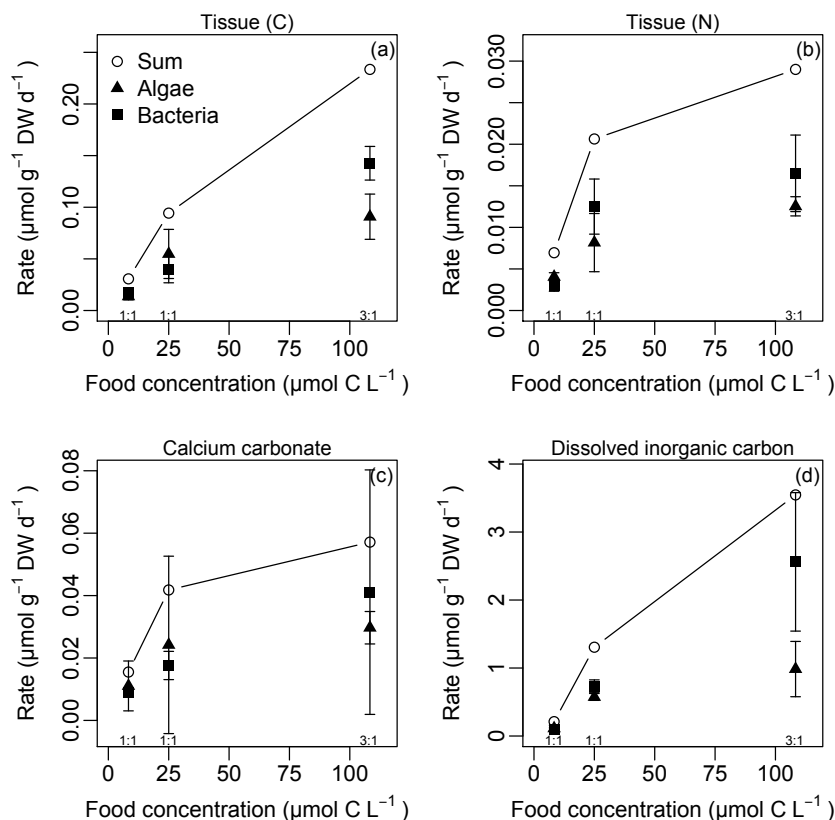 Tissue (C)
(a)
Sum
Algae
Bacteria
Rate (µmol g⁻¹ DW d⁻¹ )
0.00 0.10 0.20
1:1 1:1 3:1
0 25 50 75 100
Food concentration (µmol C L⁻¹ )
Tissue (N)
(b)
Rate (µmol g⁻¹ DW d⁻¹ )
0.000 0.010 0.020 0.030
1:1 1:1 3:1
0 25 50 75 100
Food concentration (µmol C L⁻¹ )
Calcium carbonate
(c)
Rate (µmol g⁻¹ DW d⁻¹ )
0.00 0.02 0.04 0.06 0.08
1:1 1:1 3:1
0 25 50 75 100
Food concentration (µmol C L⁻¹ )
Dissolved inorganic carbon
(d)
Rate (µmol g⁻¹ DW d⁻¹ )
0 1 2 3 4
1:1 1:1 3:1
0 25 50 75 100
Food concentration (µmol C L⁻¹ )